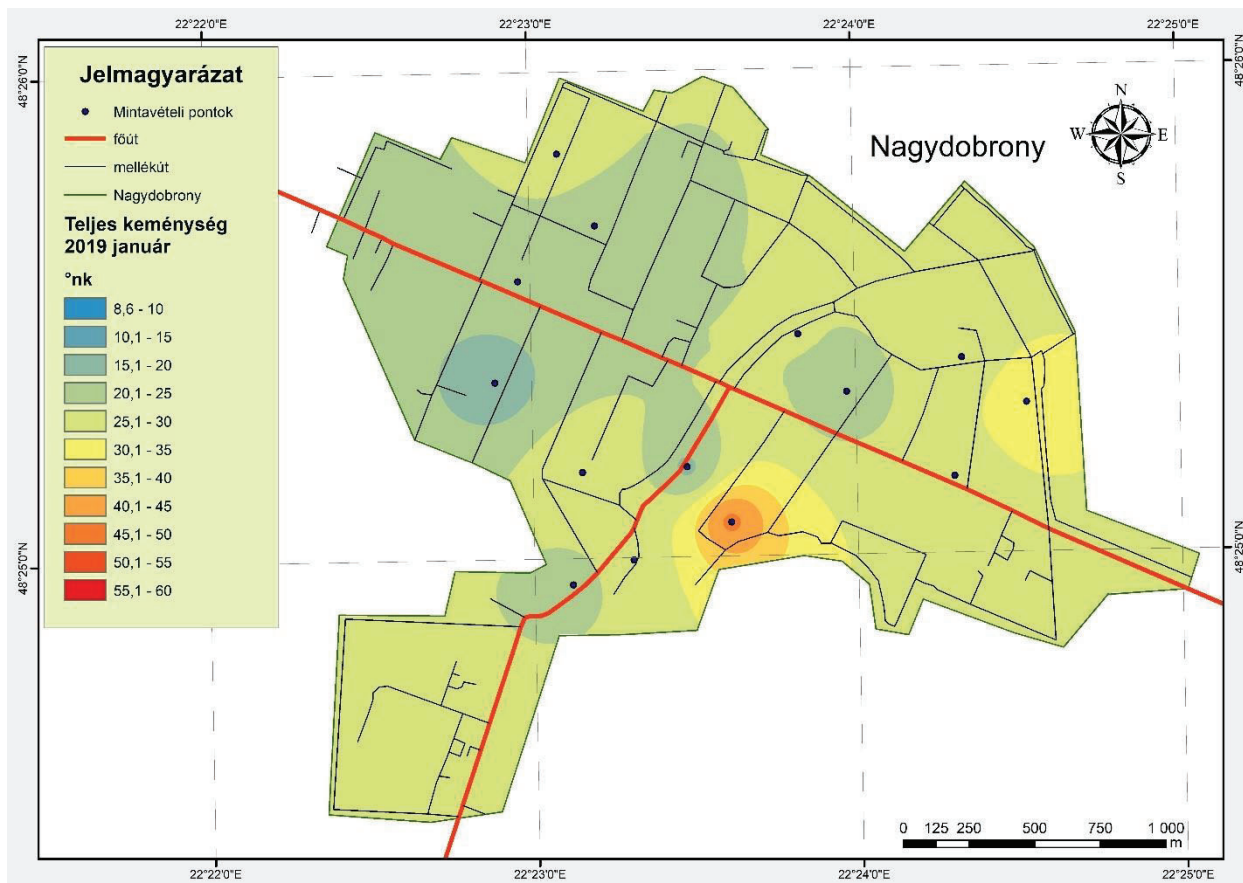 22°22'0"E 22°23'0"E 22°24'0"E 22°25'0"E
48°26'0"N
48°26'0"N
Jelmagyarázat
Mintavételi pontok
főút
mellékút
Nagydobrony
Teljes keménység
2019 január
°nk
8,6 - 10
10,1 - 15
15,1 - 20
20,1 - 25
25,1 - 30
30,1 - 35
35,1 - 40
40,1 - 45
45,1 - 50
50,1 - 55
55,1 - 60
Nagydobrony
N
W E
S
48°25'0"N
48°25'0"N
0 125 250 500 750 1 000
m
22°22'0"E 22°23'0"E 22°24'0"E 22°25'0"E